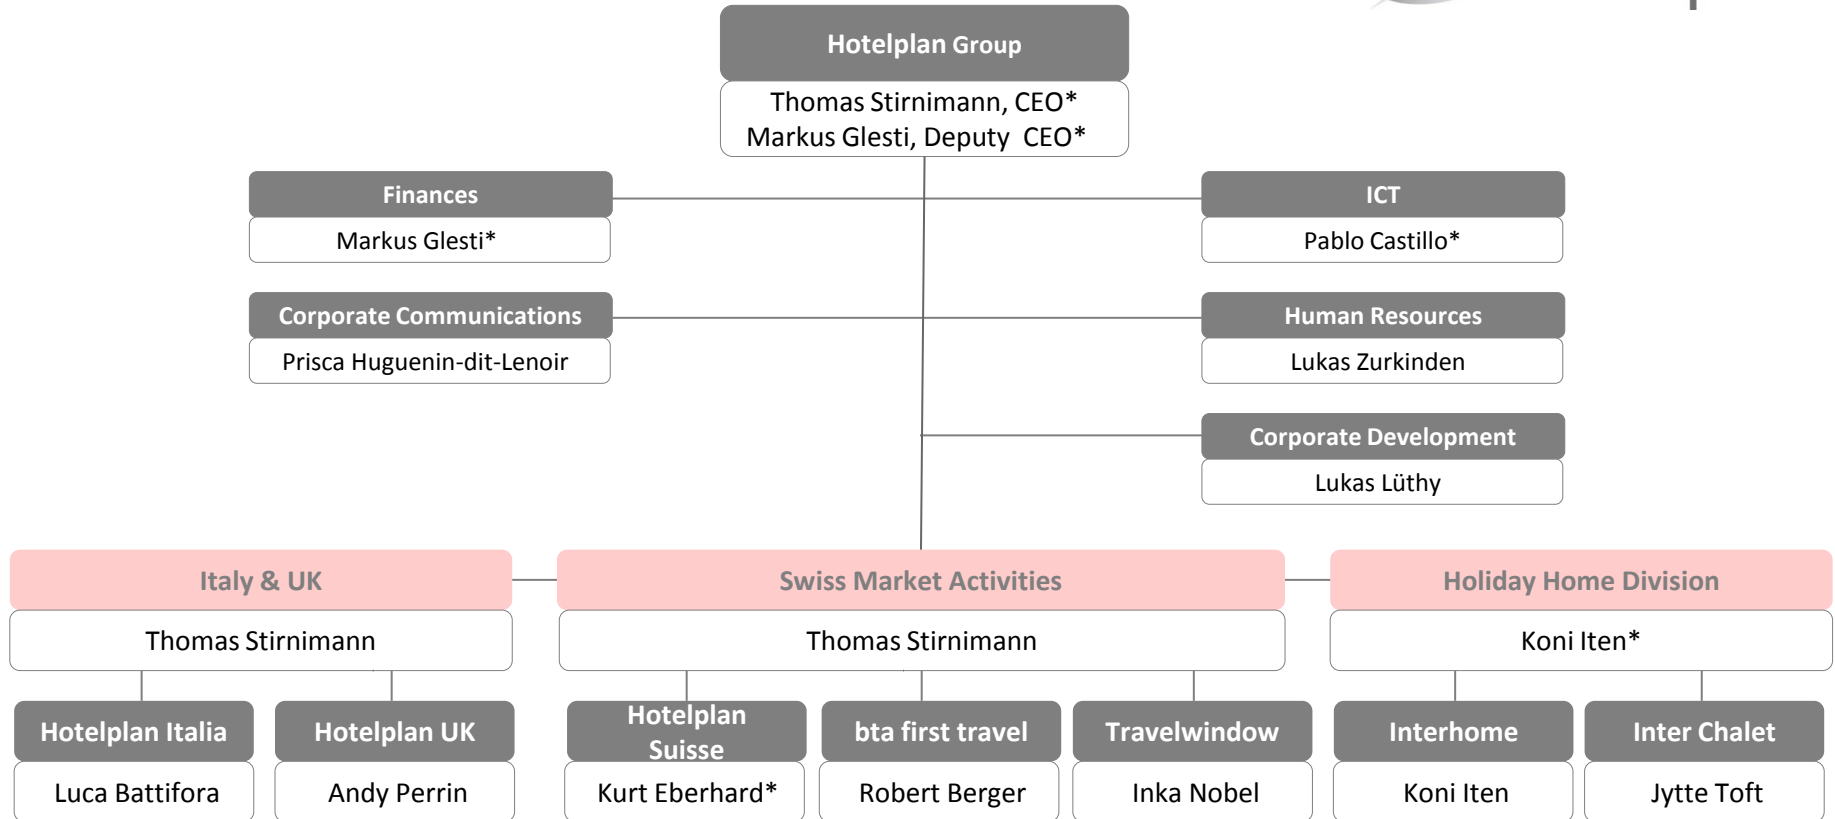 Hotelplan Group
Thomas Stirnimann, CEO*
Markus Glesti, Deputy CEO*
Finances
Markus Glesti*
ICT
Pablo Castillo*
Corporate Communications
Prisca Huguenin-dit-Lenoir
Human Resources
Lukas Zurkinden
Corporate Development
Lukas Lüthy
Italy & UK
Thomas Stirnimann
Swiss Market Activities
Thomas Stirnimann
Holiday Home Division
Koni Iten*
Hotelplan Italia
Luca Battifora
Hotelplan UK
Andy Perrin
Hotelplan
Suisse
Kurt Eberhard*
bta first travel
Robert Berger
Travelwindow
Inka Nobel
Interhome
Koni Iten
Inter Chalet
Jytte Toft